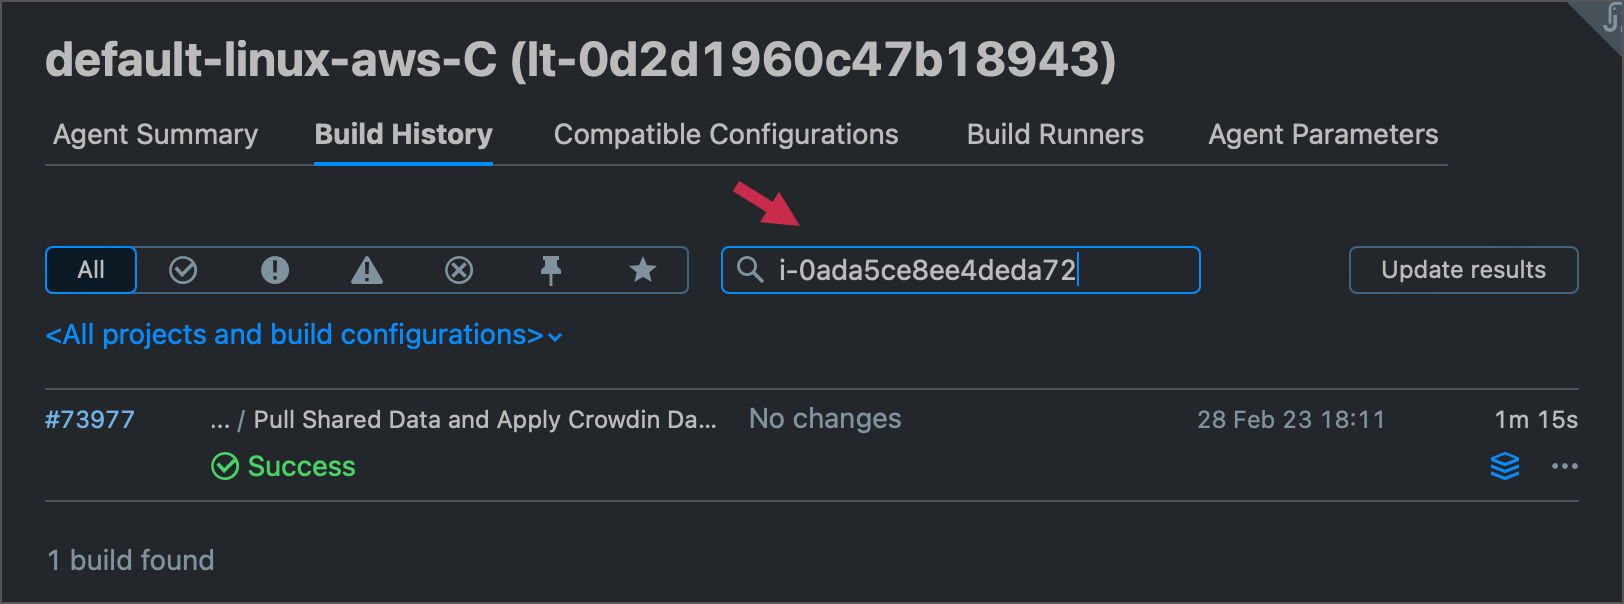 default-linux-aws-C (lt-0d2d1960c47b18943)
Agent Summary Build History Compatible Configurations Build Runners Agent Parameters
All i-0ada5ce8ee4deda72 Update results
<All projects and build configurations>
#73977 ... / Pull Shared Data and Apply Crowdin Da... No changes 28 Feb 23 18:11 1m 15s
Success
1 build found